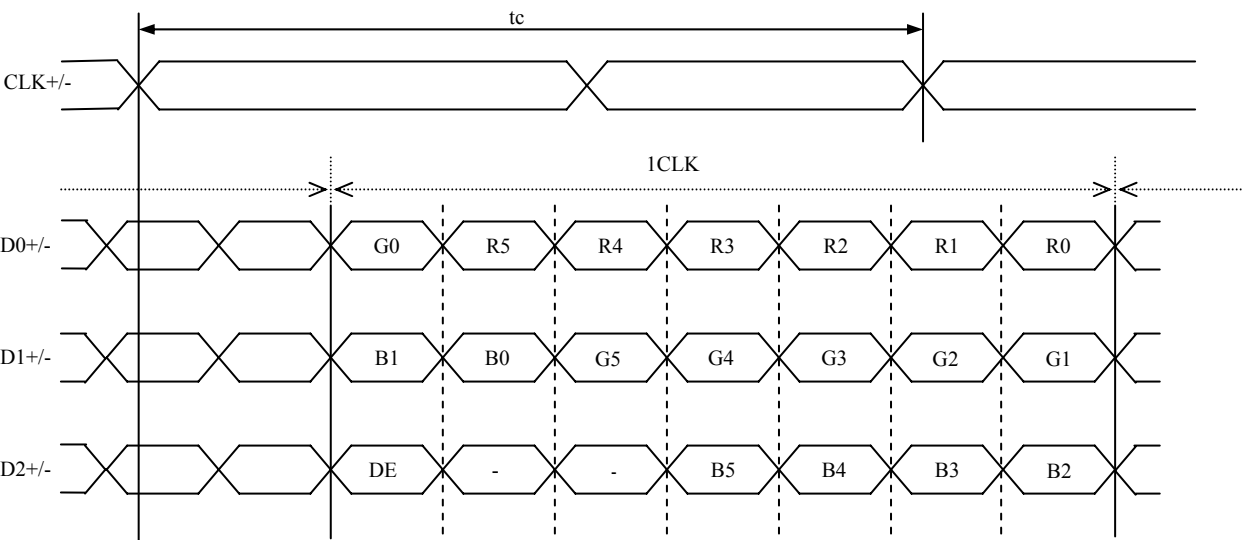 tc
CLK+/-
1CLK
D0+/- G0 R5 R4 R3 R2 R1 R0
D1+/- B1 B0 G5 G4 G3 G2 G1
D2+/- DE - - B5 B4 B3 B2